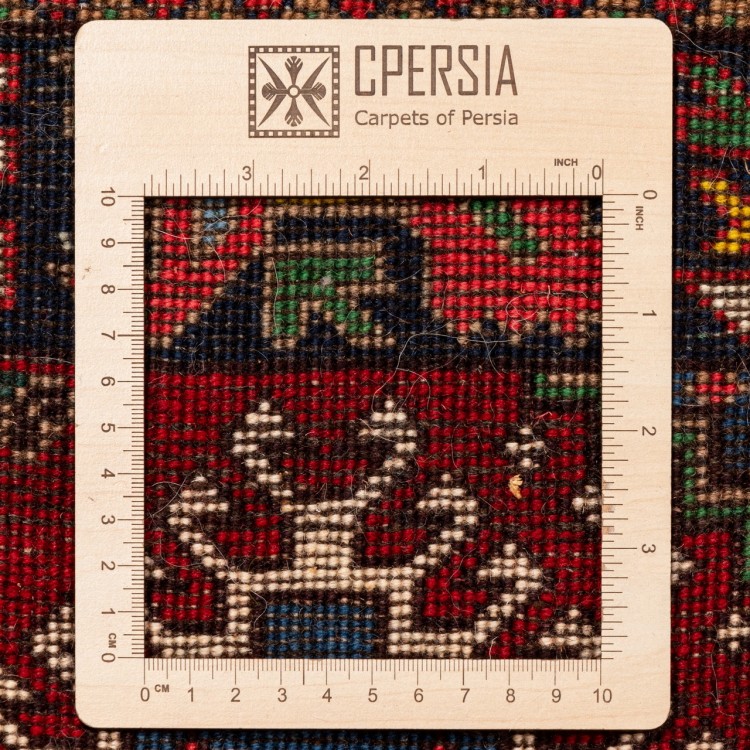 CPERSIA
Carpets of Persia
3 2 1 INCH 0
10 9 8 7 6 5 4 3 2 1 CM 0
0 INCH 1 2 3
0 CM 1 2 3 4 5 6 7 8 9 10